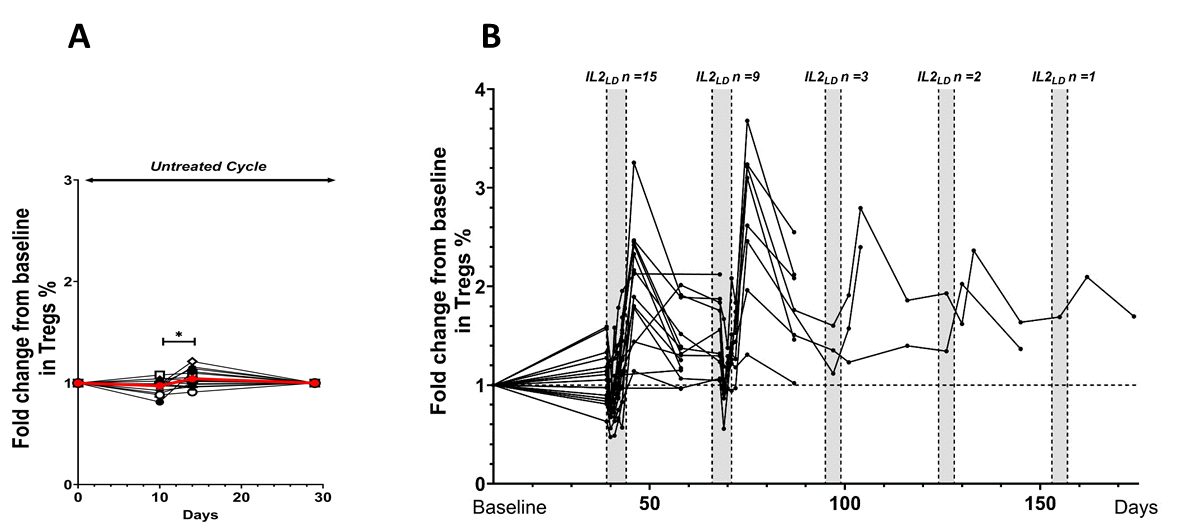 A
B
Untreated Cycle
*
Fold change from baseline
in Tregs %
3
2
1
0
0
10
20
30
Days
IL2LD n =15
IL2LD n =9
IL2LD n =3
IL2LD n =2
IL2LD n =1
Fold change from baseline
in Tregs %
4
3
2
1
0
Baseline
50
100
150
Days